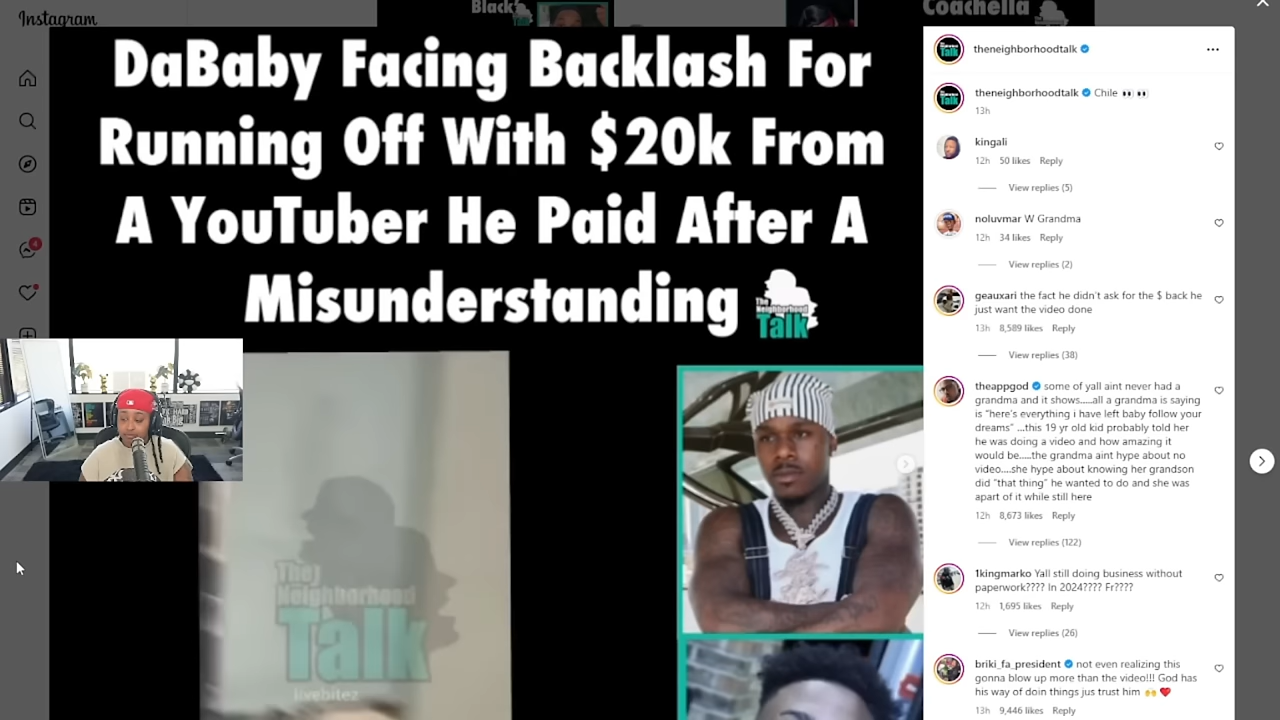 Instagram
Black
Coachella
DaBaby Facing Backlash For
Running Off With $20k From
A YouTuber He Paid After A
Misunderstanding
The
Neighborhood
Talk
They
Neighborhood
Talk
livebitez
4
theneighborhoodtalk
theneighborhoodtalk Chile 👀 👀
13h
kingali
12h 50 likes Reply
View replies (5)
noluvmar W Grandma
12h 34 likes Reply
View replies (2)
geauxari the fact he didn't ask for the $ back he
just want the video done
13h 8,589 likes Reply
View replies (38)
theappgod some of yall aint never had a
grandma and it shows.....all a grandma is saying
is "here's everything i have left baby follow your
dreams" ...this 19 yr old kid probably told her
he was doing a video and how amazing it
would be.....the grandma aint hype about no
video....she hype about knowing her grandson
did "that thing" he wanted to do and she was
apart of it while still here
12h 8,673 likes Reply
View replies (122)
1kingmarko Yall still doing business without
paperwork???? In 2024???? Fr????
12h 1,695 likes Reply
View replies (26)
briki_fa_president not even realizing this
gonna blow up more than the video!!! God has
his way of doin things jus trust him 🙌 ❤️
13h 9,446 likes Reply